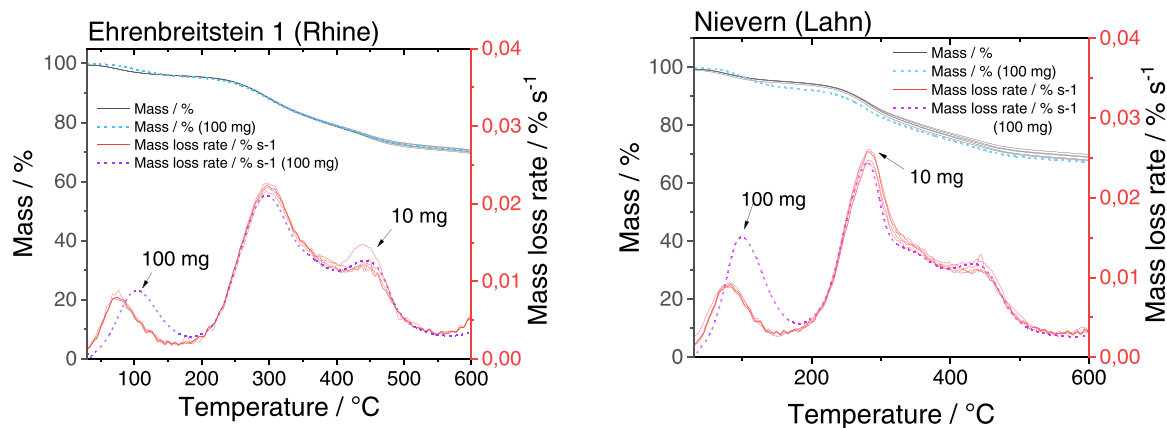 Ehrenbreitstein 1 (Rhine)
Mass / %
100
80
60
40
20
0
Mass / %
Mass / % (100 mg)
Mass loss rate / % s-1
Mass loss rate / % s-1 (100 mg)
10 mg
100 mg
0,04
0,03
0,02
0,01
0,00
Mass loss rate / % s-1
100 200 300 400 500 600
Temperature / °C
Nievern (Lahn)
Mass / %
100
80
60
40
20
0
Mass / %
Mass / % (100 mg)
Mass loss rate / % s-1
Mass loss rate / % s-1
(100 mg)
10 mg
100 mg
0,04
0,03
0,02
0,01
0,00
Mass loss rate / % s-1
0 200 400 600
Temperature / °C